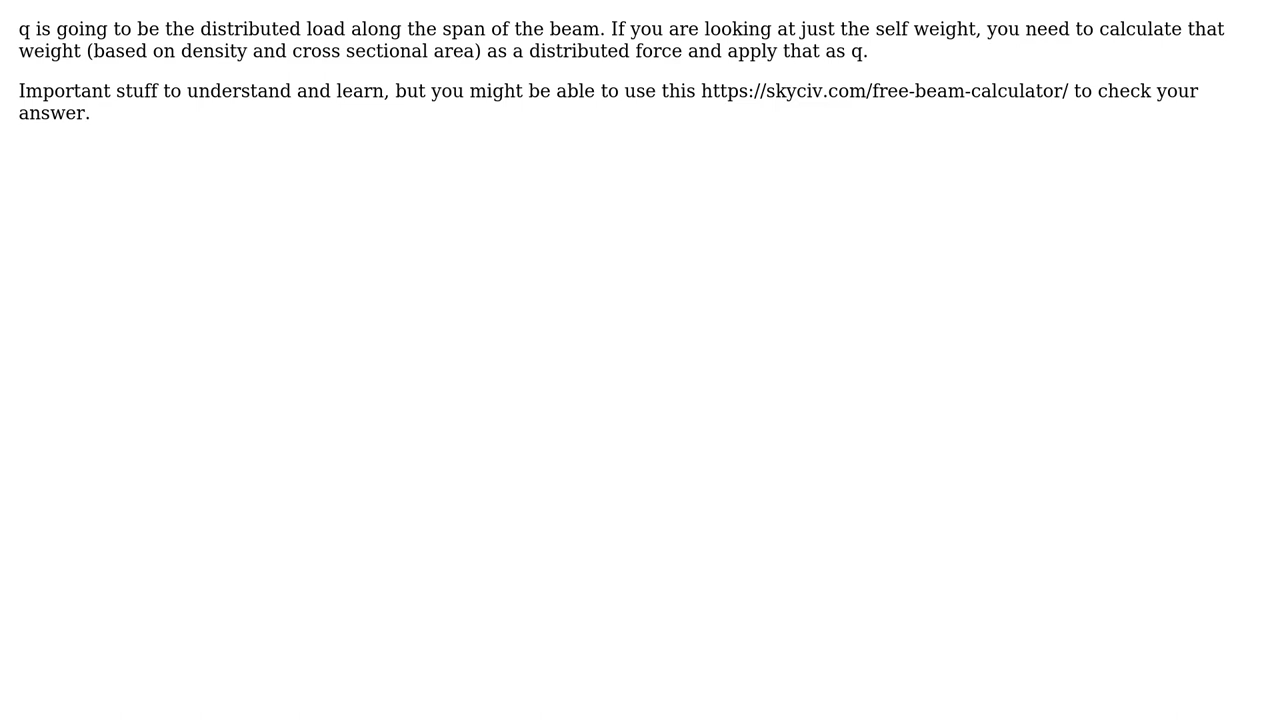 q is going to be the distributed load along the span of the beam. If you are looking at just the self weight, you need to calculate that
weight (based on density and cross sectional area) as a distributed force and apply that as q.
Important stuff to understand and learn, but you might be able to use this https://skyciv.com/free-beam-calculator/ to check your
answer.